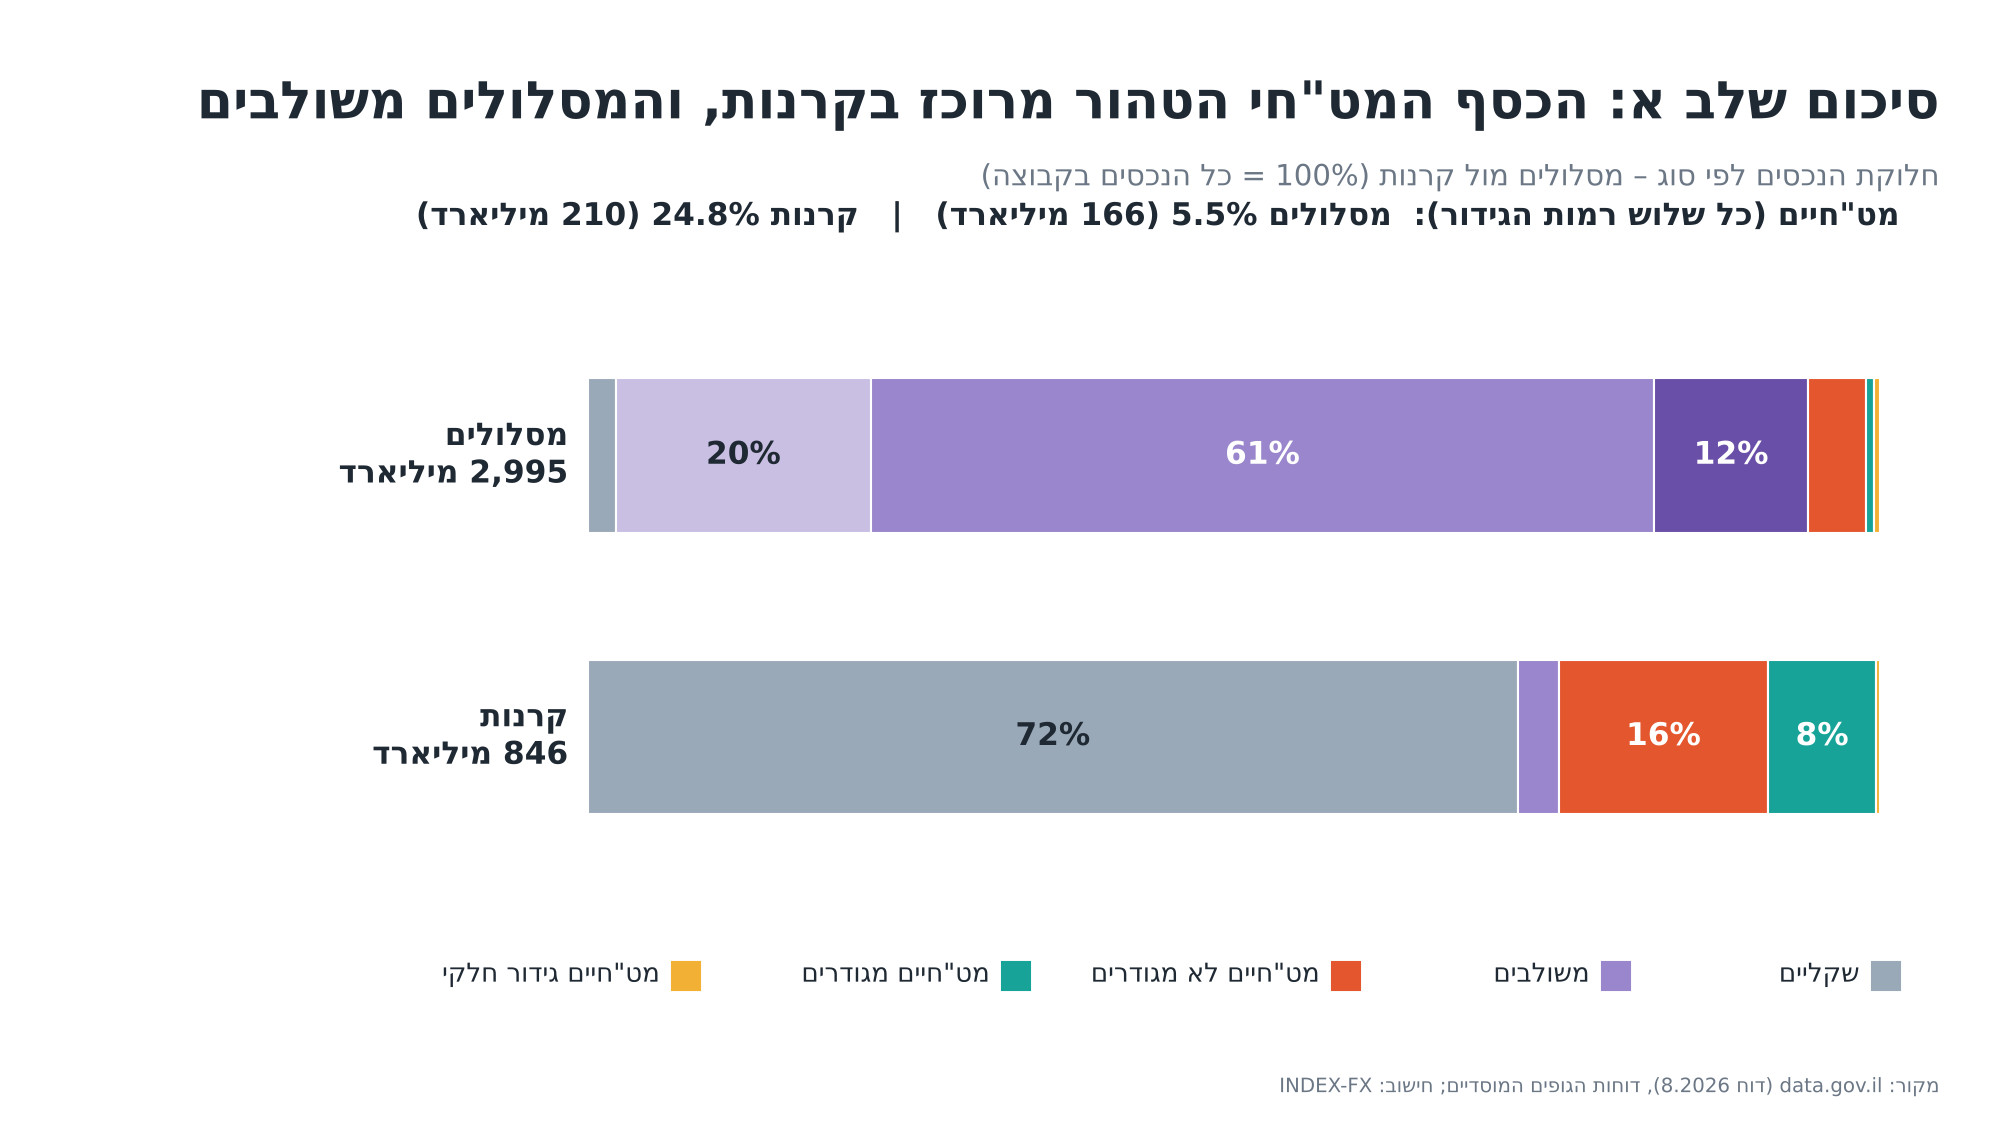 סיכום שלב א: הכסף המט"חי הטהור מרוכז בקרנות, והמסלולים משולבים
חלוקת הנכסים לפי סוג – מסלולים מול קרנות (100% = כל הנכסים בקבוצה)
מט"חיים (כל שלוש רמות הגידור): מסלולים 5.5% (166 מיליארד) | קרנות 24.8% (210 מיליארד)
מסלולים
2,995 מיליארד
20%
61%
12%
קרנות
846 מיליארד
72%
16%
8%
שקליים
משולבים
מט"חיים לא מגודרים
מט"חיים מגודרים
מט"חיים גידור חלקי
מקור: data.gov.il (דוח 8.2026), דוחות הגופים המוסדיים; חישוב: INDEX-FX